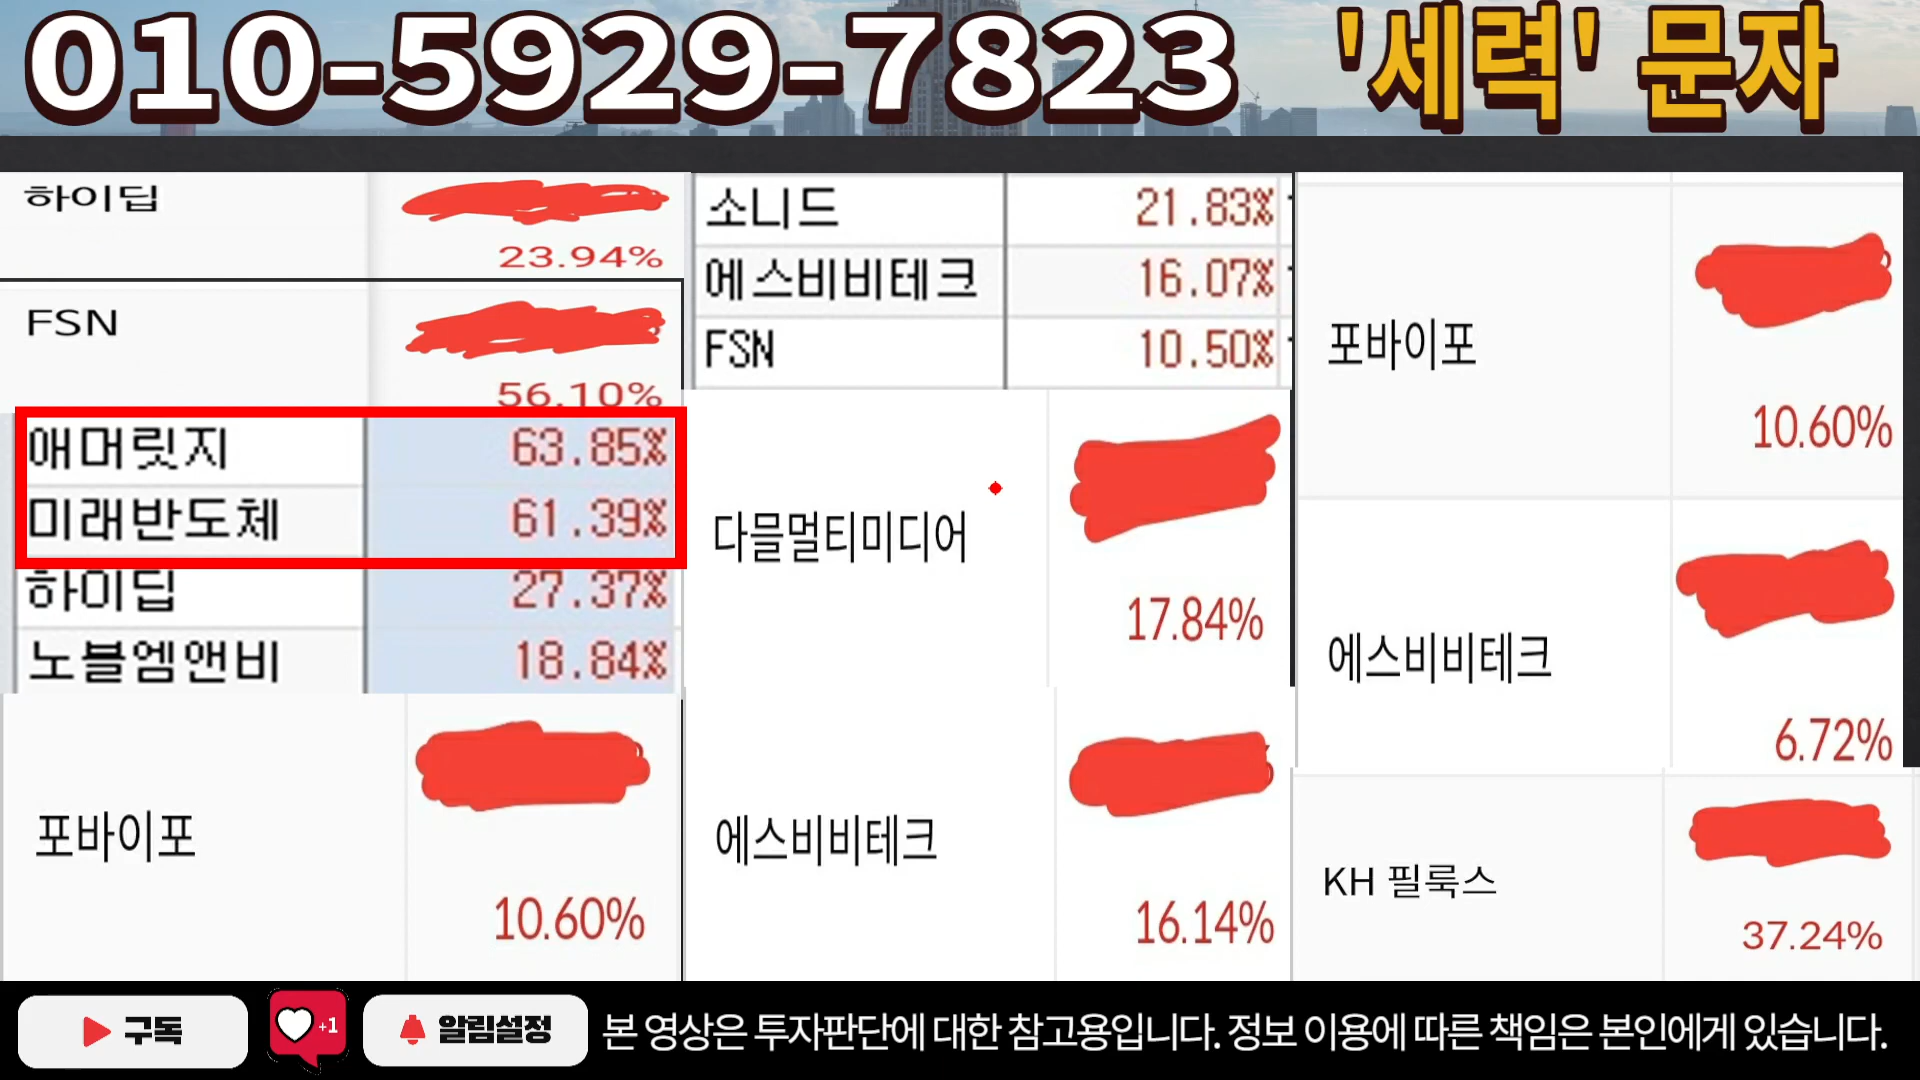 010-5929-7823 '세력' 문자
하이딥
23.94%
FSN
56.10%
애머릿지 63.85%
미래반도체 61.39%
하이딥 27.37%
노블엠앤비 18.84%
포바이포
10.60%
소니드 21.83%
에스비비테크 16.07%
FSN 10.50%
다믈멀티미디어
17.84%
에스비비테크
16.14%
포바이포
10.60%
에스비비테크
6.72%
KH 필룩스
37.24%
구독 +1 알림설정 본 영상은 투자판단에 대한 참고용입니다. 정보 이용에 따른 책임은 본인에게 있습니다.